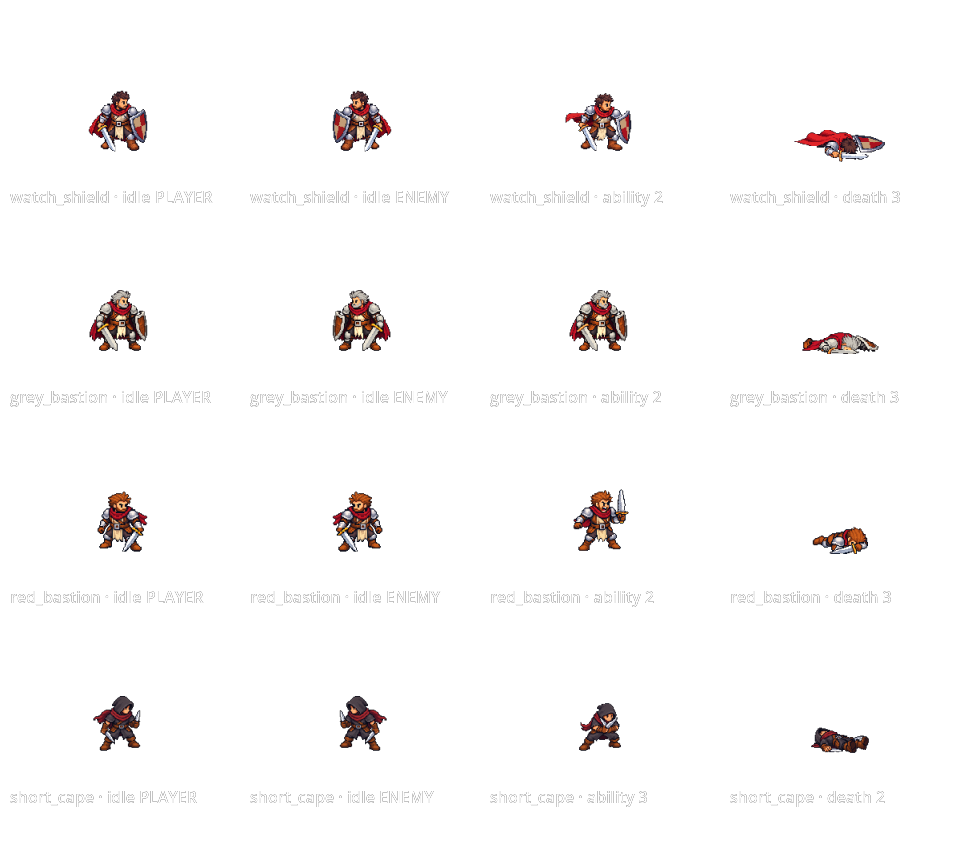 watch_shield · idle PLAYER
watch_shield · idle ENEMY
watch_shield · ability 2
watch_shield · death 3
grey_bastion · idle PLAYER
grey_bastion · idle ENEMY
grey_bastion · ability 2
grey_bastion · death 3
red_bastion · idle PLAYER
red_bastion · idle ENEMY
red_bastion · ability 2
red_bastion · death 3
short_cape · idle PLAYER
short_cape · idle ENEMY
short_cape · ability 3
short_cape · death 2